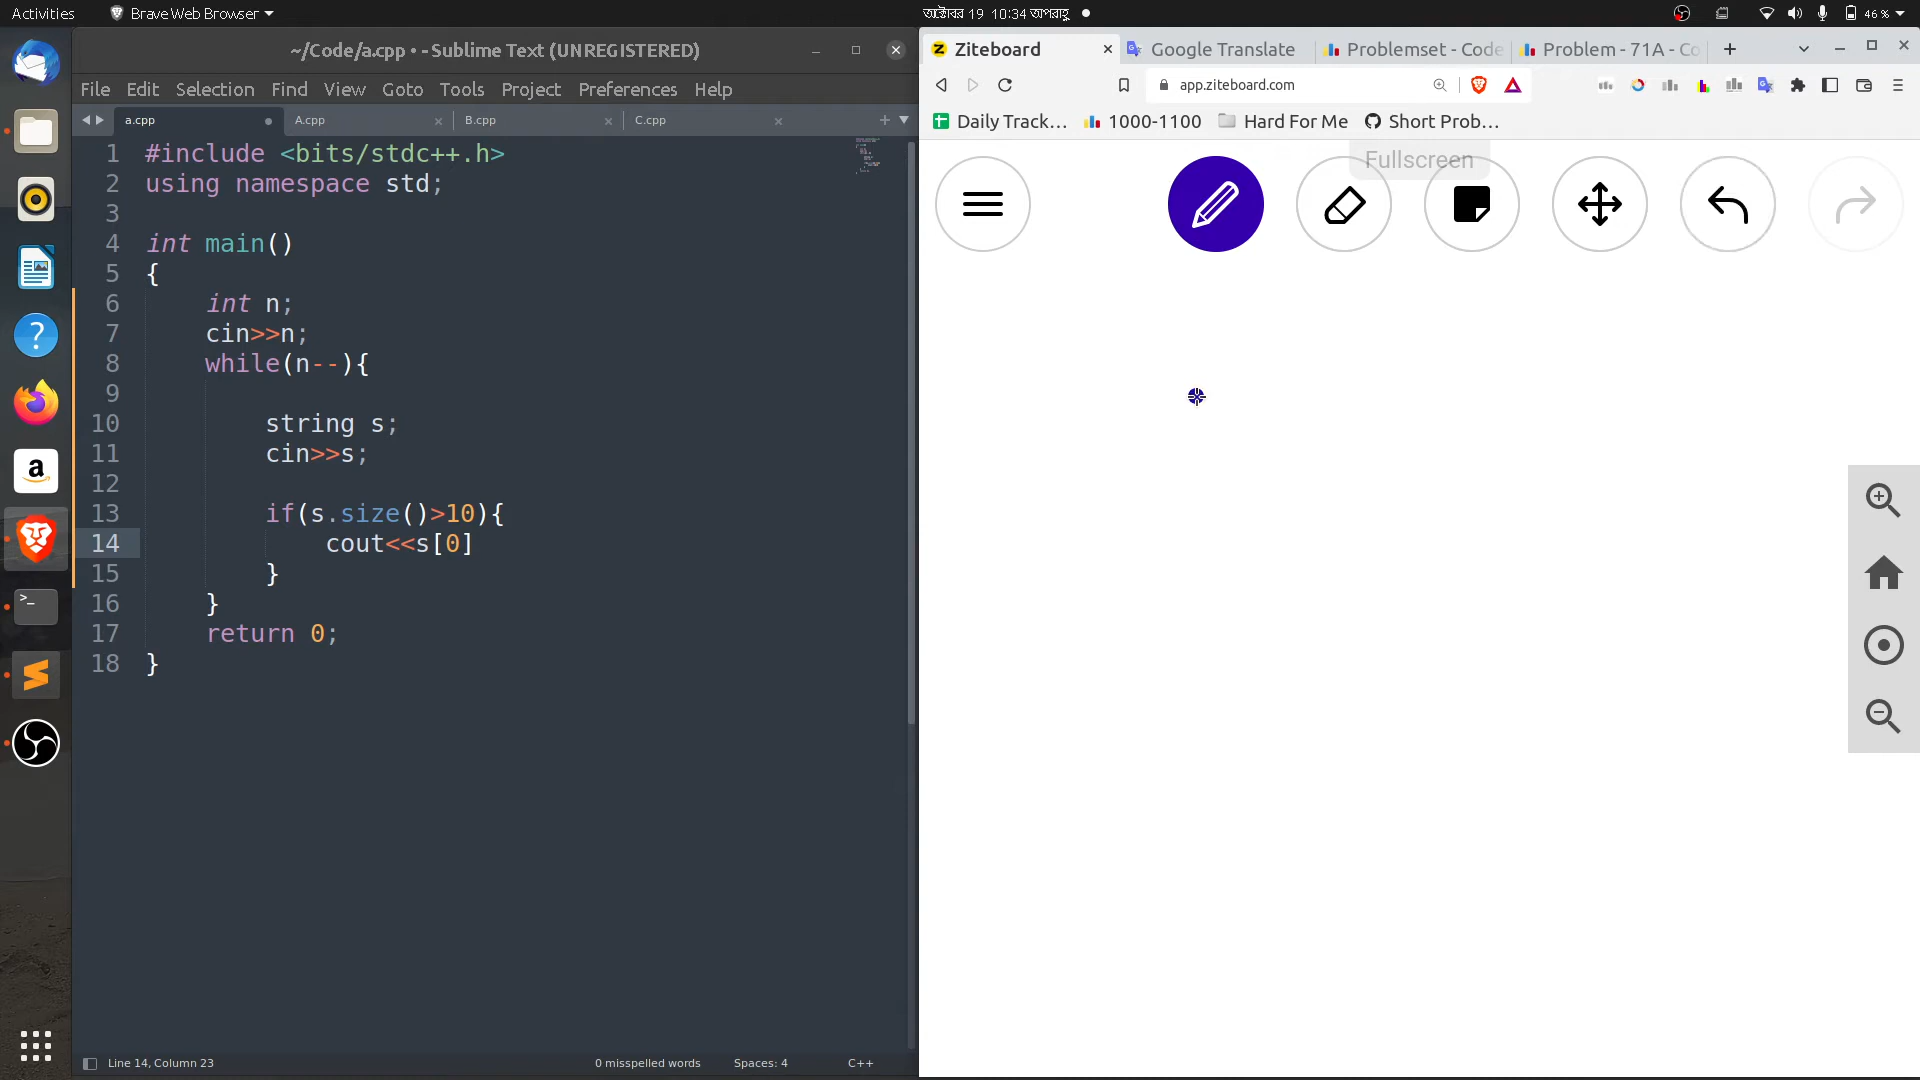 Activities
Brave Web Browser
অক্টোবর 19 10:34 অপরাহ্ণ
46 %
~/Code/a.cpp • - Sublime Text (UNREGISTERED)
File Edit Selection Find View Goto Tools Project Preferences Help
a.cpp
A.cpp
B.cpp
C.cpp
1 #include <bits/stdc++.h>
2 using namespace std;
3
4 int main()
5 {
6 int n;
7 cin>>n;
8 while(n--){
9
10 string s;
11 cin>>s;
12
13 if(s.size()>10){
14 cout<<s[0]
15 }
16 }
17 return 0;
18 }
Line 14, Column 23
0 misspelled words
Spaces: 4
C++
Ziteboard
Google Translate
Problemset - Code
Problem - 71A - Co
app.ziteboard.com
Daily Track...
1000-1100
Hard For Me
Short Prob...
Fullscreen